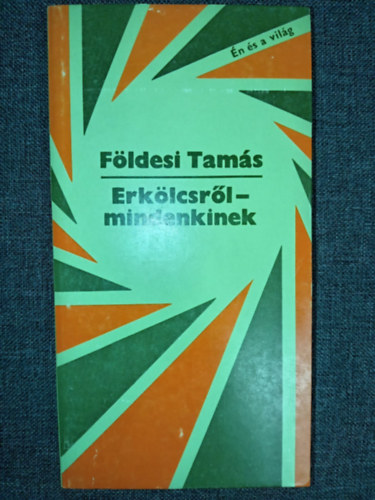 Én és a világ
Földesi Tamás
Erkölcsről–
mindenkinek